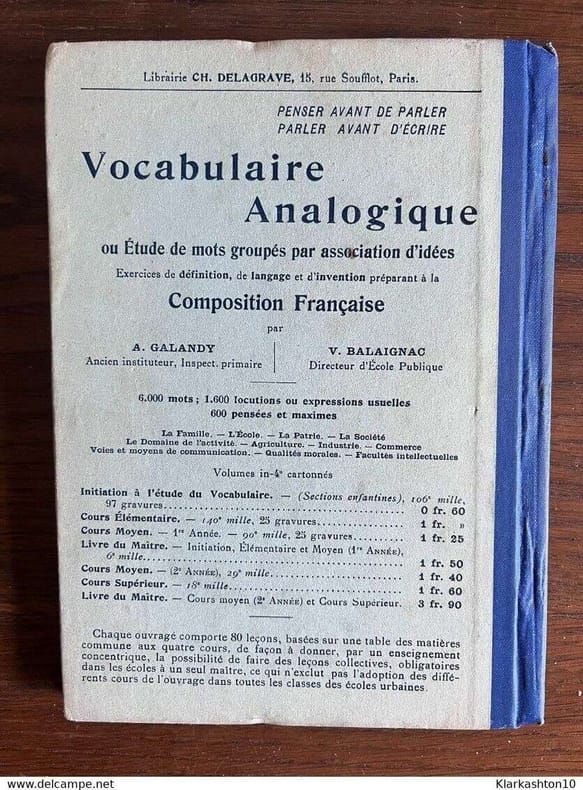 Librairie CH. DELAGRAVE, 15, rue Soufflot, Paris.
PENSER AVANT DE PARLER
PARLER AVANT D'ÉCRIRE
Vocabulaire
Analogique
ou Étude de mots groupés par association d'idées
Exercices de définition, de langage et d'invention préparant à la
Composition Française
par
A. GALANDY
Ancien instituteur, Inspect. primaire
V. BALAIGNAC
Directeur d'École Publique
6.000 mots; 1.600 locutions ou expressions usuelles
600 pensées et maximes
La Famille. — L'École. — La Patrie. — La Société
Le Domaine de l'activité. — Agriculture. — Industrie. — Commerce
Voies et moyens de communication. — Qualités morales. — Facultés intellectuelles
Volumes in-4° cartonnés
Initiation à l'étude du Vocabulaire. — (Sections enfantines), 106e mille,
97 gravures........ 0 fr. 60
Cours Élémentaire. — 140e mille, 25 gravures........ 1 fr. »
Cours Moyen. — 1re Année. — 90e mille, 25 gravures........ 1 fr. 25
Livre du Maître. — Initiation, Élémentaire et Moyen (1re ANNÉE),
6e mille........ 1 fr. 50
Cours Moyen. — (2e ANNÉE), 29e mille........ 1 fr. 40
Cours Supérieur. — 18e mille........ 1 fr. 60
Livre du Maître. — Cours moyen (2e ANNÉE) et Cours Supérieur. 3 fr. 90
Chaque ouvragé comporte 80 leçons, basées sur une table des matières
commune aux quatre cours, de façon à donner, par un enseignement
concentrique, la possibilité de faire des leçons collectives, obligatoires
dans les écoles à un seul maître, ce qui n'exclut pas l'adoption des diffé-
rents cours de l'ouvrage dans toutes les classes des écoles urbaines.
www.delcampe.net
Klarkashton10